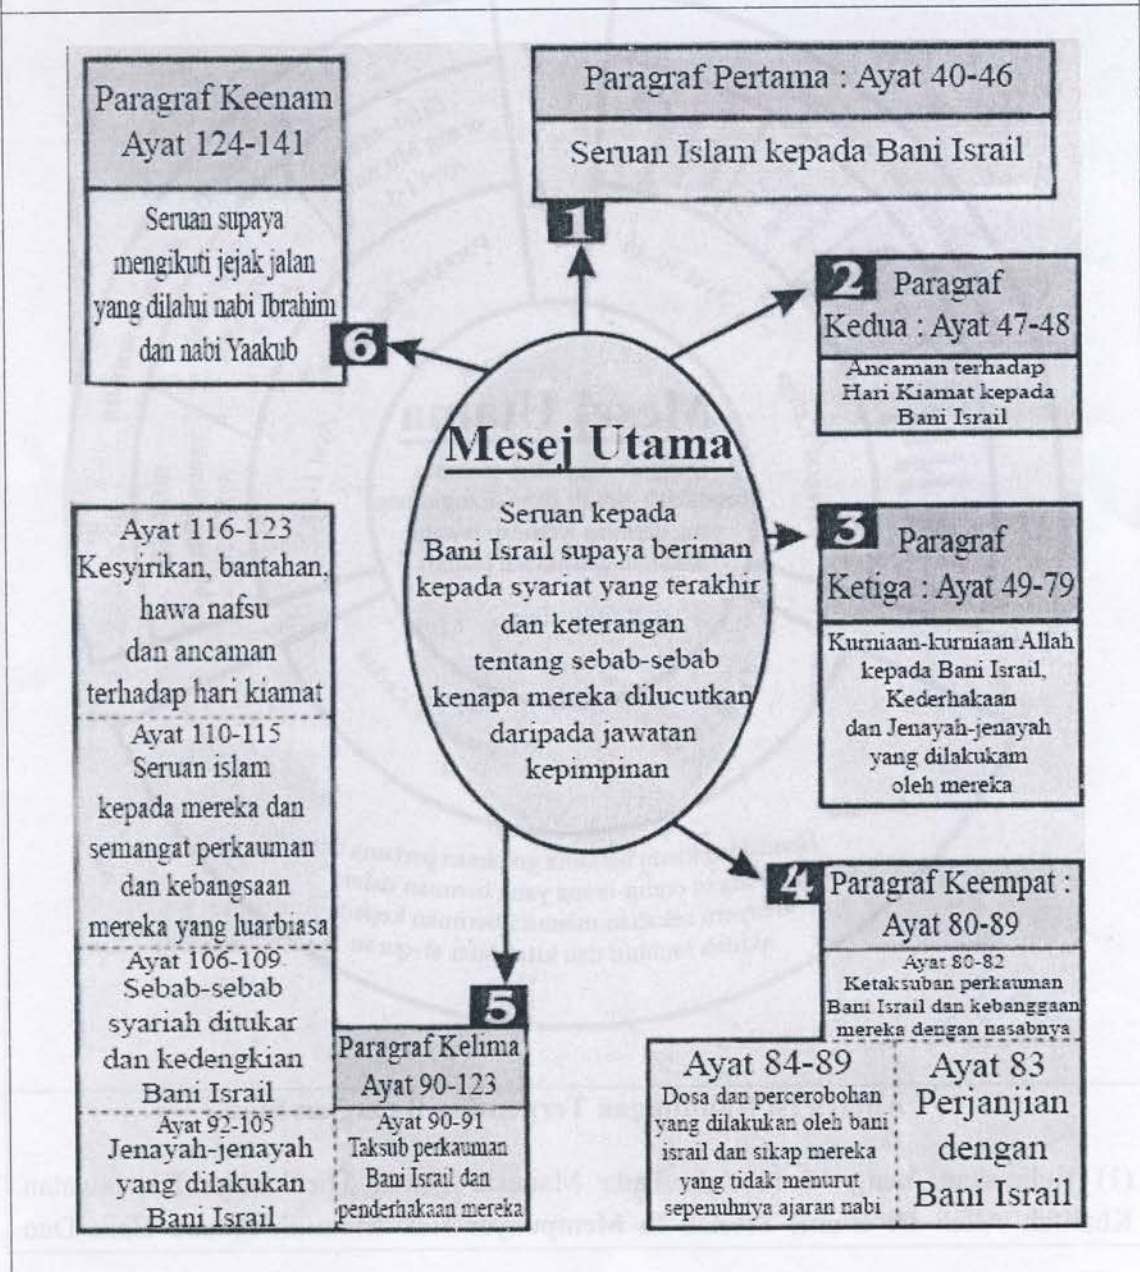 Paragraf Pertama : Ayat 40-46
Seruan Islam kepada Bani Israil
1
2
Paragraf
Kedua : Ayat 47-48
Ancaman terhadap
Hari Kiamat kepada
Bani Israil
3
Paragraf
Ketiga : Ayat 49-79
Kurniaan-kurniaan Allah
kepada Bani Israil,
Kederhakaan
dan Jenayah-jenayah
yang dilakukam
oleh mereka
4
Paragraf Keempat :
Ayat 80-89
Ayat 80-82
Ketaksuban perkauman
Bani Israil dan kebanggaan
mereka dengan nasabnya
Ayat 83
Perjanjian
dengan
Bani Israil
Ayat 84-89
Dosa dan percerobohan
yang dilakukan oleh bani
israil dan sikap mereka
yang tidak menurut
sepenuhnya ajaran nabi
5
Paragraf Kelima
Ayat 90-123
Ayat 90-91
Taksub perkauman
Bani Israil dan
penderhakaan mereka
Ayat 92-105
Jenayah-jenayah
yang dilakukan
Bani Israil
Ayat 106-109
Sebab-sebab
syariah ditukar
dan kedengkian
Bani Israil
Ayat 110-115
Seruan islam
kepada mereka dan
semangat perkauman
dan kebangsaan
mereka yang luarbiasa
Ayat 116-123
Kesyirikan, bantahan,
hawa nafsu
dan ancaman
terhadap hari kiamat
6
Paragraf Keenam
Ayat 124-141
Seruan supaya
mengikuti jejak jalan
yang dilalui nabi Ibrahim
dan nabi Yaakub
Mesej Utama
Seruan kepada
Bani Israil supaya beriman
kepada syariat yang terakhir
dan keterangan
tentang sebab-sebab
kenapa mereka dilucutkan
daripada jawatan
kepimpinan